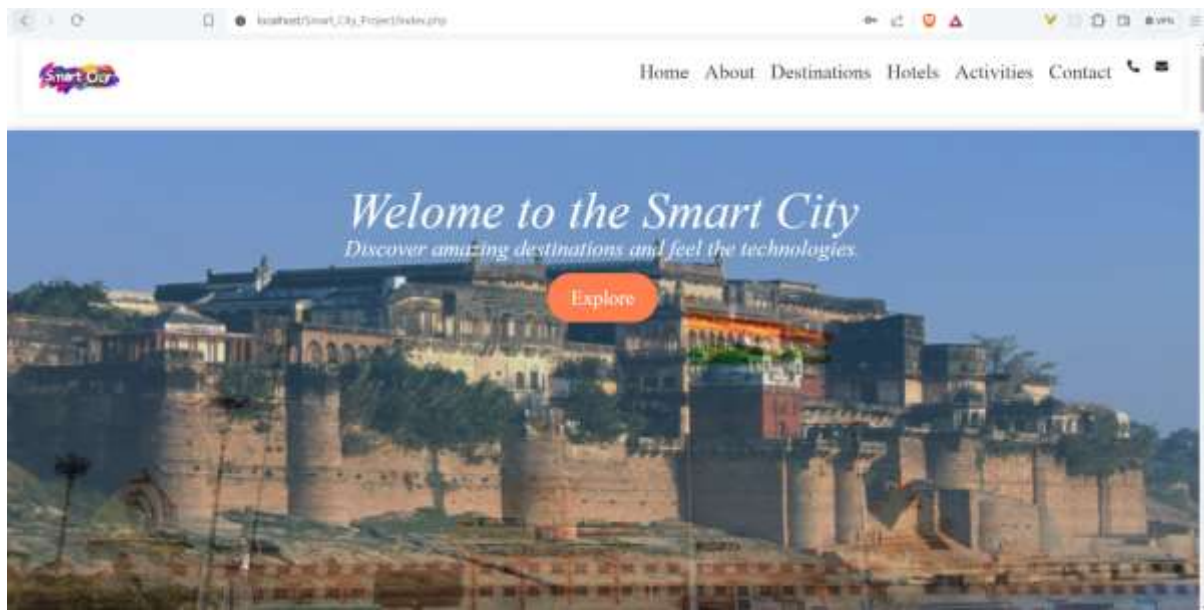 localhost/Smart_City_Project/index.php
VPN
Smart City
Home About Destinations Hotels Activities Contact
Welome to the Smart City
Discover amazing destinations and feel the technologies.
Explore